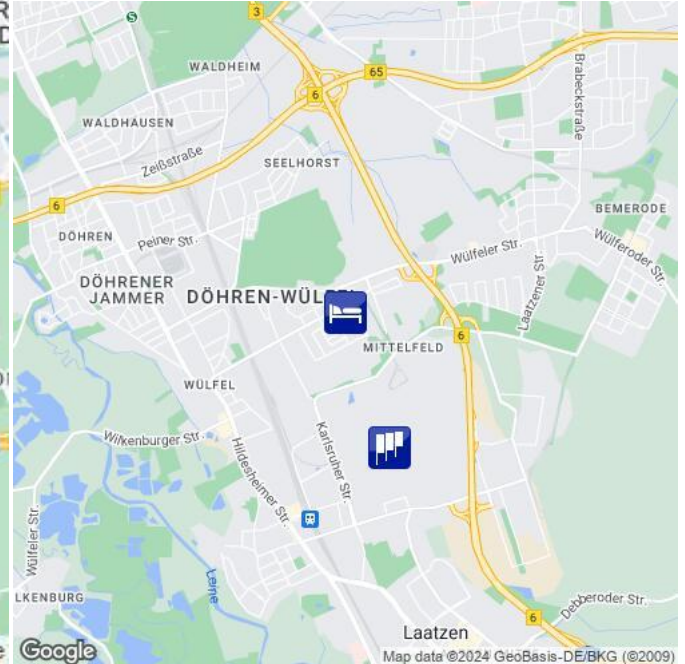 3
S
WALDHEIM
65
6
Brabeckstraße
WALDHAUSEN
Zeißstraße
SEELHORST
6
BEMERODE
DÖHREN
Peiner Str.
Wülfeler Str.
Wülferoder Str.
DÖHRENER
JAMMER
DÖHREN-WÜL
Laatzener Str.
6
MITTELFELD
WÜLFEL
Wilkenburger Str.
Hildesheimer Str.
Karlsruher Str.
Wülfeler Str.
Leine
LKENBURG
Debberoder Str.
6
Laatzen
Google
Map data ©2024 GeoBasis-DE/BKG (©2009)